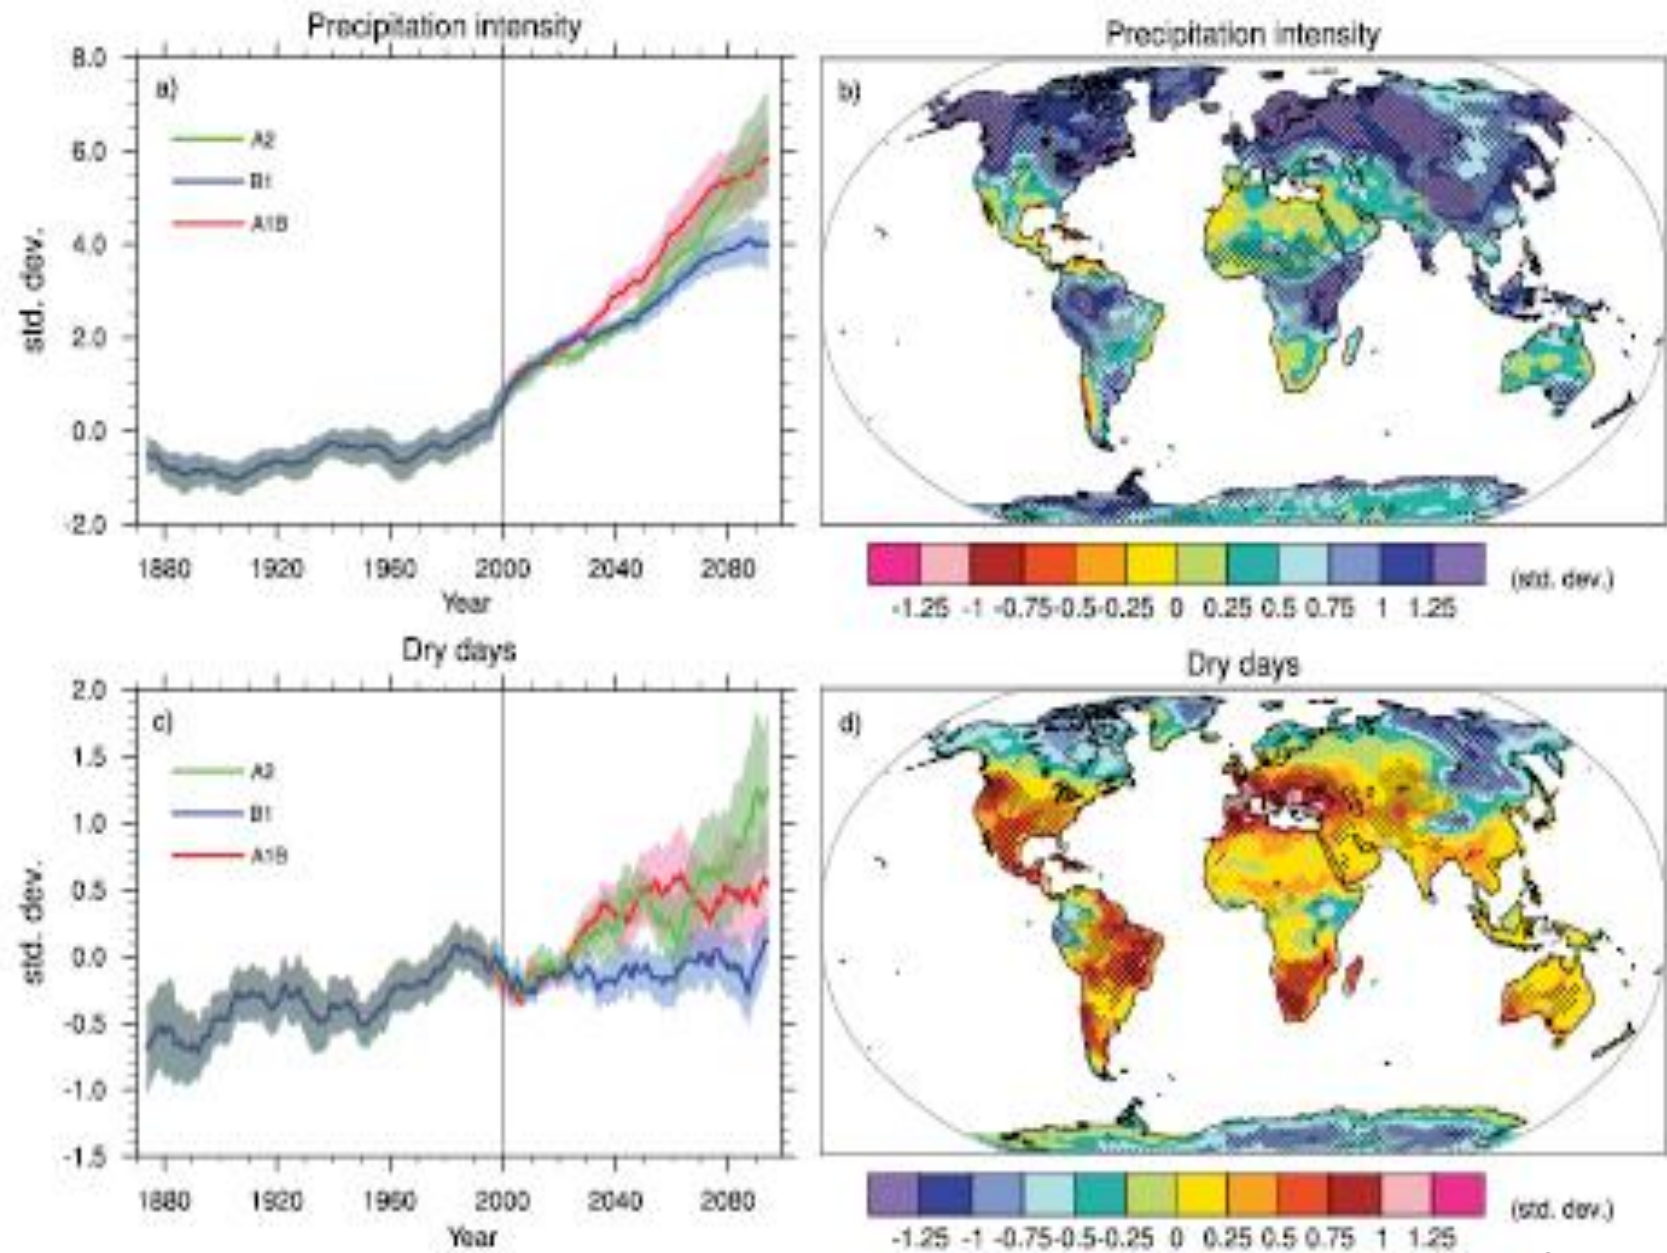 Precipitation intensity
a)
A2
B1
A1B
8.0
6.0
4.0
2.0
0.0
-2.0
std. dev.
1880 1920 1960 2000 2040 2080
Year
Precipitation intensity
b)
-1.25 -1 -0.75-0.5-0.25 0 0.25 0.5 0.75 1 1.25
(std. dev.)
Dry days
c)
A2
B1
A1B
2.0
1.5
1.0
0.5
0.0
-0.5
-1.0
-1.5
std. dev.
1880 1920 1960 2000 2040 2080
Year
Dry days
d)
-1.25 -1 -0.75-0.5-0.25 0 0.25 0.5 0.75 1 1.25
(std. dev.)